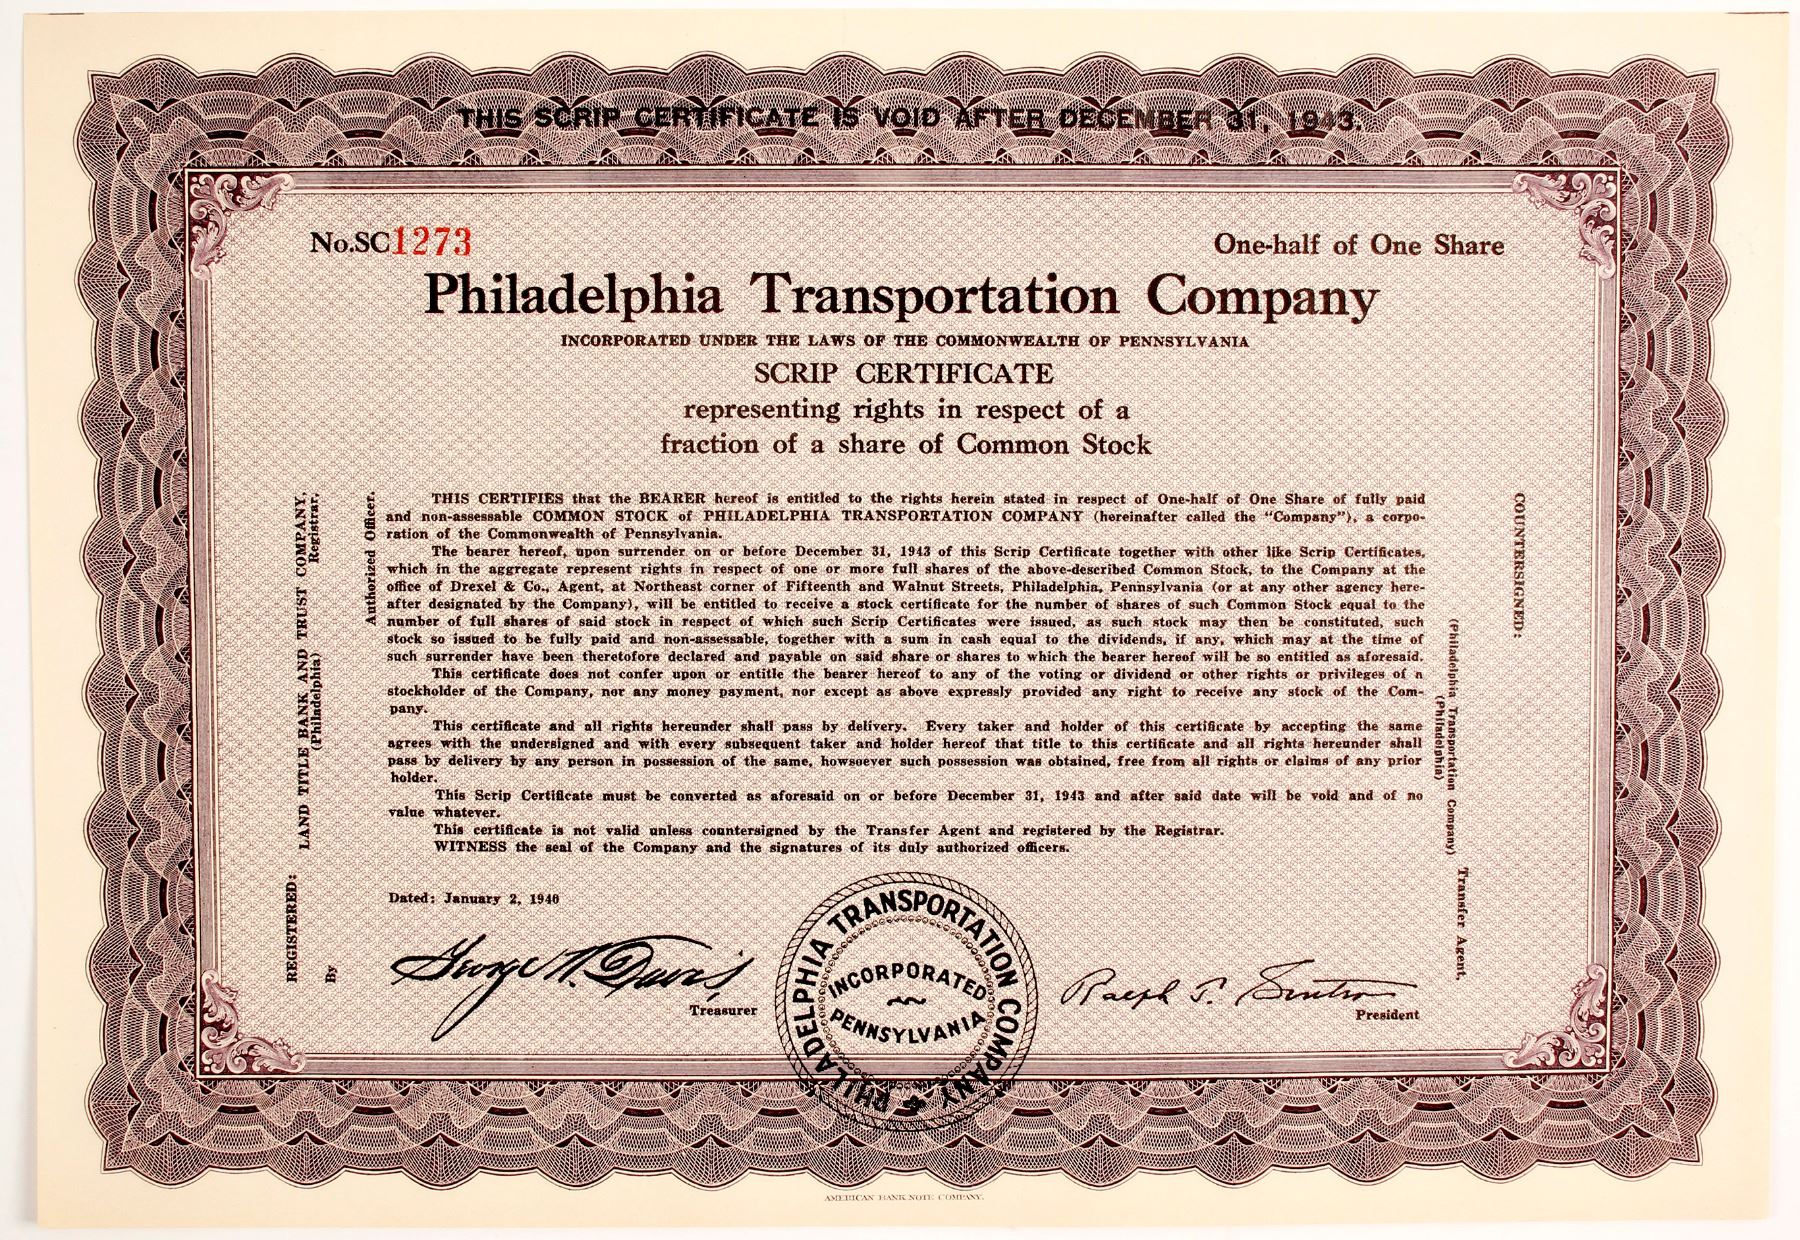 THIS SCRIP CERTIFICATE IS VOID AFTER DECEMBER 31, 1943.
No.SC1273
One-half of One Share
Philadelphia Transportation Company
INCORPORATED UNDER THE LAWS OF THE COMMONWEALTH OF PENNSYLVANIA
SCRIP CERTIFICATE
representing rights in respect of a
fraction of a share of Common Stock
THIS CERTIFIES that the BEARER hereof is entitled to the rights herein stated in respect of One-half of One Share of fully paid
and non-assessable COMMON STOCK of PHILADELPHIA TRANSPORTATION COMPANY (hereinafter called the "Company"), a corpo-
ration of the Commonwealth of Pennsylvania.
The bearer hereof, upon surrender on or before December 31, 1943 of this Scrip Certificate together with other like Scrip Certificates,
which in the aggregate represent rights in respect of one or more full shares of the above-described Common Stock, to the Company at the
office of Drexel & Co., Agent, at Northeast corner of Fifteenth and Walnut Streets, Philadelphia, Pennsylvania (or at any other agency here-
after designated by the Company), will be entitled to receive a stock certificate for the number of shares of such Common Stock equal to the
number of full shares of said stock in respect of which such Scrip Certificates were issued, as such stock may then be constituted, such
stock so issued to be fully paid and non-assessable, together with a sum in cash equal to the dividends, if any, which may at the time of
such surrender have been theretofore declared and payable on said share or shares to which the bearer hereof will be so entitled as aforesaid.
This certificate does not confer upon or entitle the bearer hereof to any of the voting or dividend or other rights or privileges of a
stockholder of the Company, nor any money payment, nor except as above expressly provided any right to receive any stock of the Com-
pany.
This certificate and all rights hereunder shall pass by delivery. Every taker and holder of this certificate by accepting the same
agrees with the undersigned and with every subsequent taker and holder hereof that title to this certificate and all rights hereunder shall
pass by delivery by any person in possession of the same, howsoever such possession was obtained, free from all rights or claims of any prior
holder.
This Scrip Certificate must be converted as aforesaid on or before December 31, 1943 and after said date will be void and of no
value whatever.
This certificate is not valid unless countersigned by the Transfer Agent and registered by the Registrar.
WITNESS the seal of the Company and the signatures of its duly authorized officers.
Dated: January 2, 1940
George W. Davis,
Treasurer
PHILADELPHIA TRANSPORTATION COMPANY
INCORPORATED
PENNSYLVANIA
Ralph T. Senter
President
REGISTERED:
LAND TITLE BANK AND TRUST COMPANY,
(Philadelphia)
Registrar,
By
Authorized Officer.
COUNTERSIGNED:
(Philadelphia Transportation Company)
(Philadelphia)
Transfer Agent,
AMERICAN BANK NOTE COMPANY.